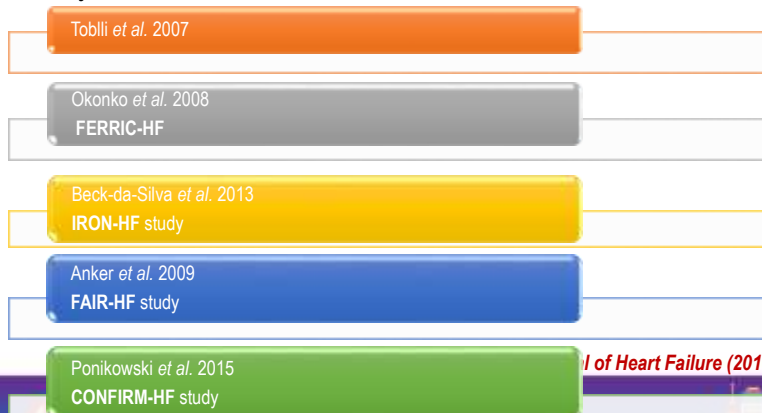 Toblli et al. 2007
Okonko et al. 2008
FERRIC-HF
Beck-da-Silva et al. 2013
IRON-HF study
Anker et al. 2009
FAIR-HF study
of Heart Failure (201
Ponikowski et al. 2015
CONFIRM-HF study